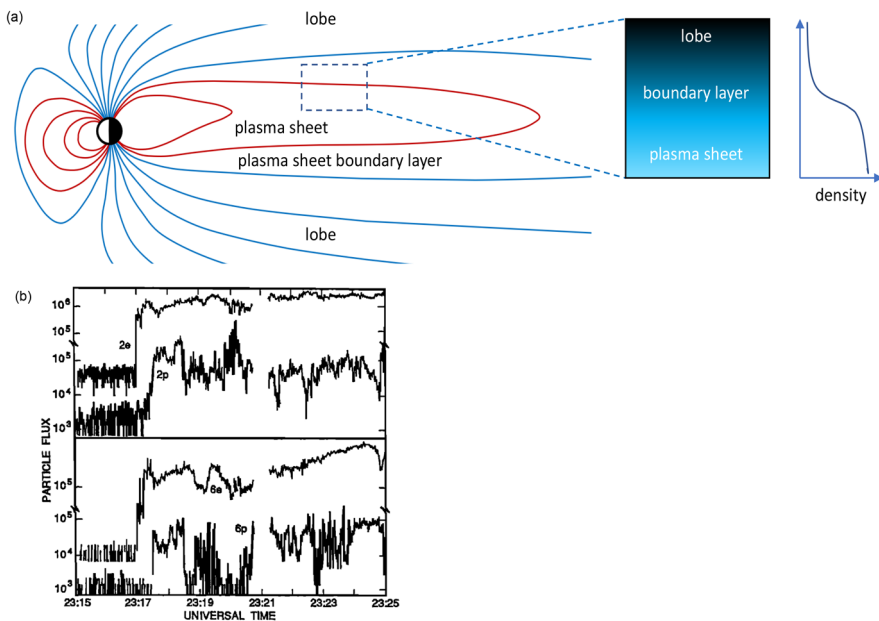 (a)
lobe
plasma sheet
plasma sheet boundary layer
lobe
lobe
boundary layer
plasma sheet
density
(b)
10⁶
10⁵
2e
10⁵
2p
10⁴
10³
PARTICLE FLUX
10⁵
6e
10⁵
6p
10⁴
10³
23:15 23:17 23:19 23:21 23:23 23:25
UNIVERSAL TIME